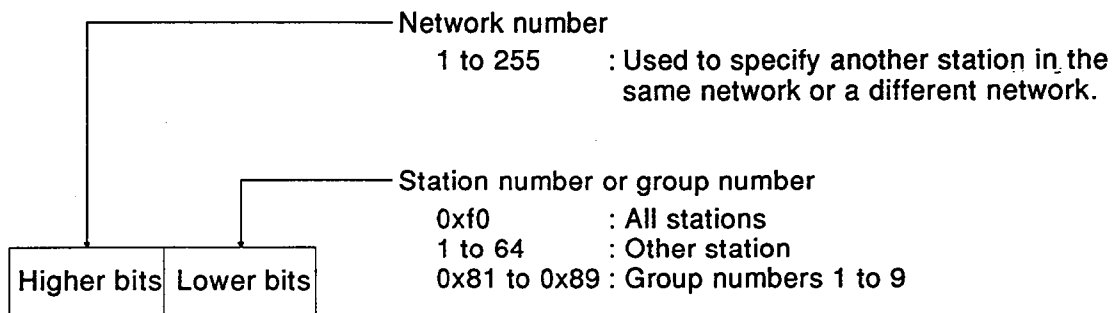 Network number
1 to 255 : Used to specify another station in the
same network or a different network.
Station number or group number
0xf0 : All stations
1 to 64 : Other station
0x81 to 0x89 : Group numbers 1 to 9
Higher bits Lower bits